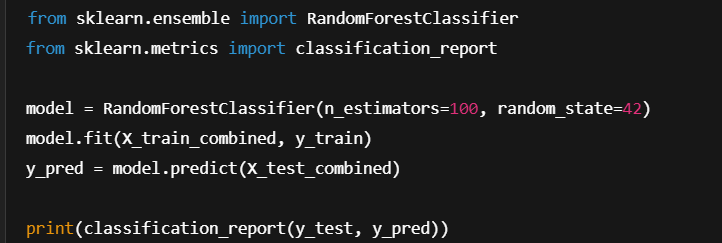 from sklearn.ensemble import RandomForestClassifier
from sklearn.metrics import classification_report
model = RandomForestClassifier(n_estimators=100, random_state=42)
model.fit(X_train_combined, y_train)
y_pred = model.predict(X_test_combined)
print(classification_report(y_test, y_pred))